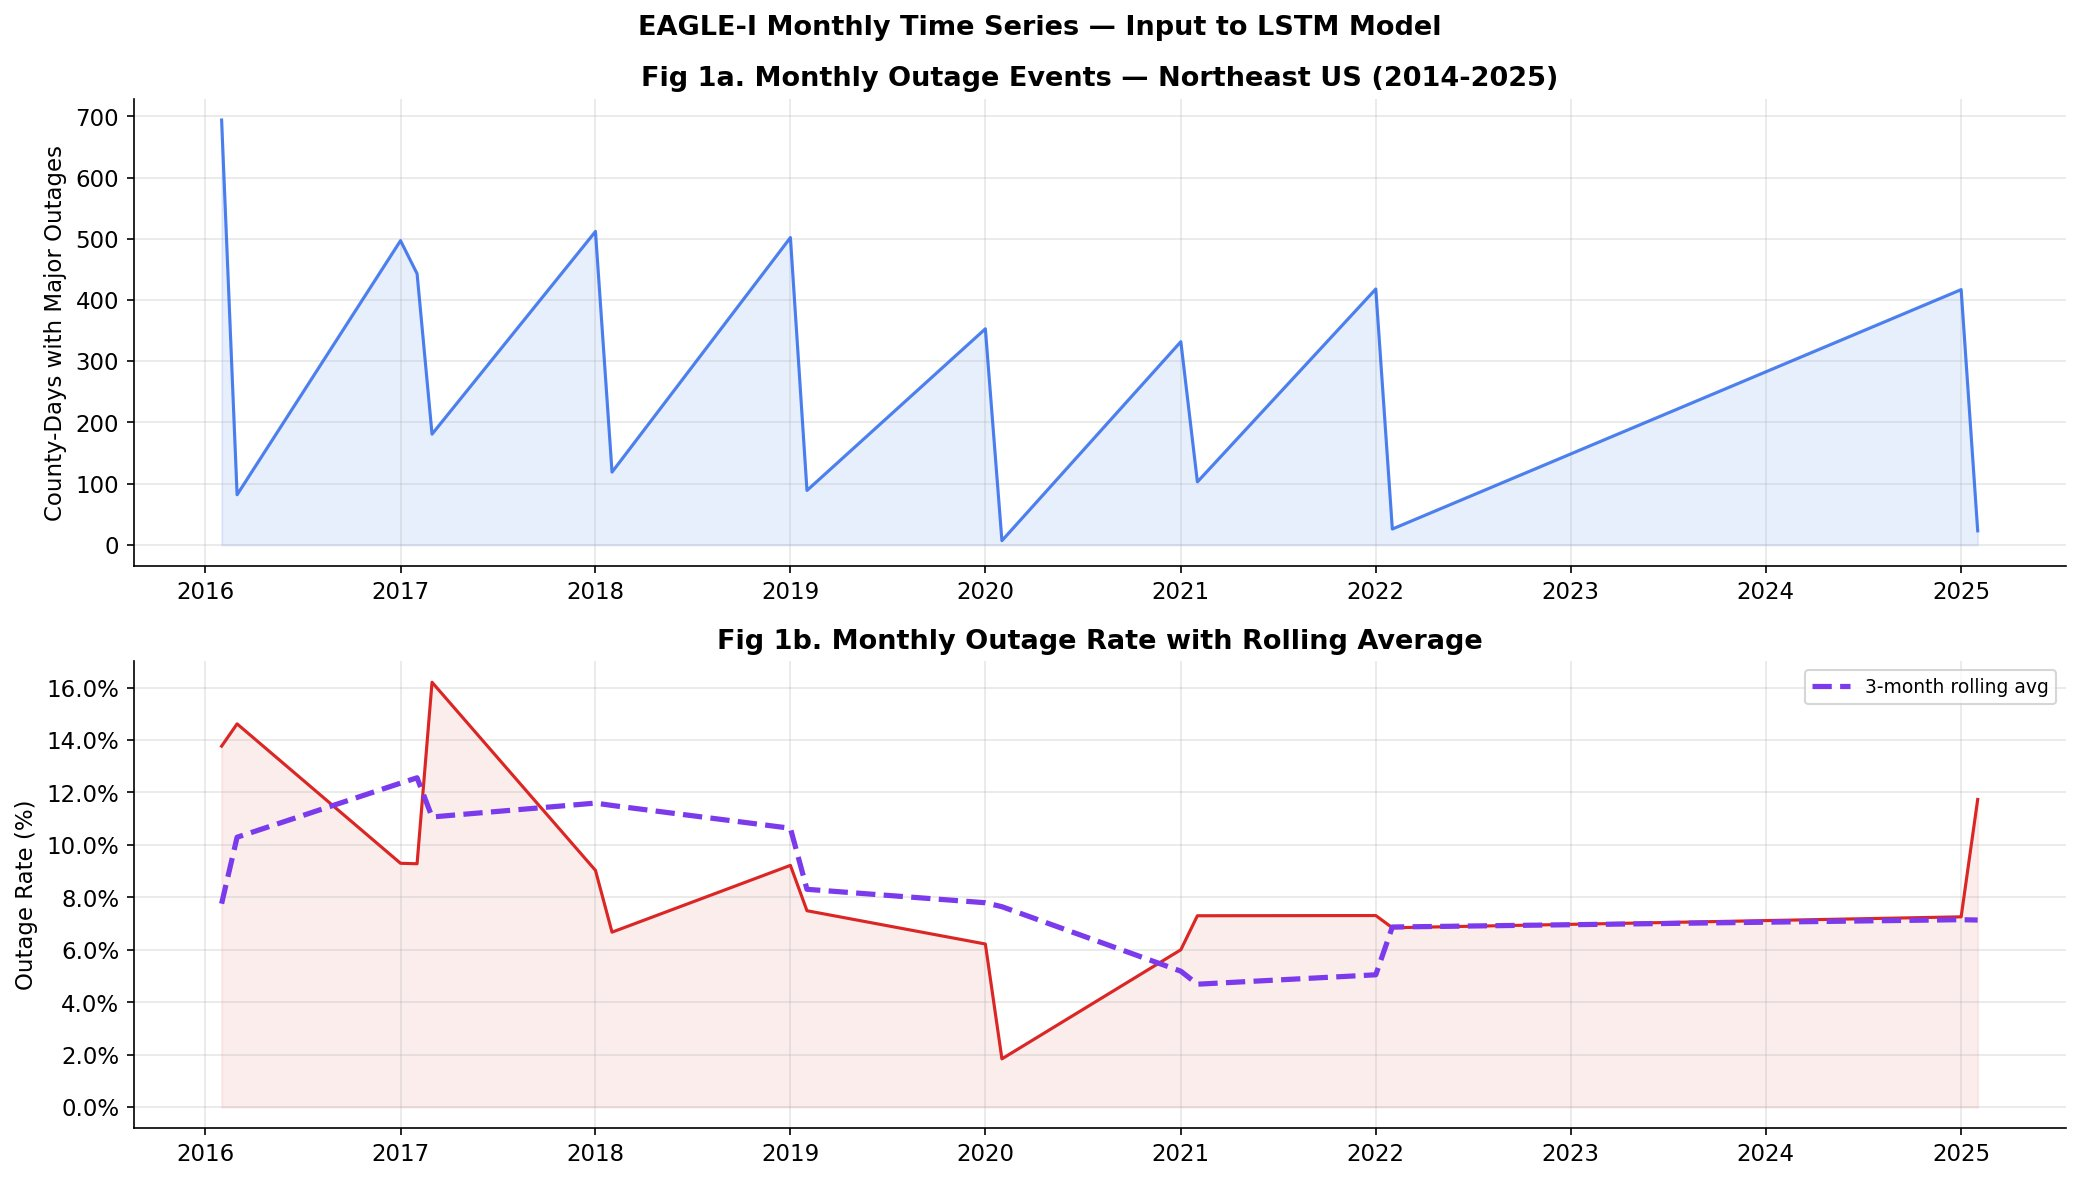 EAGLE-I Monthly Time Series — Input to LSTM Model
Fig 1a. Monthly Outage Events — Northeast US (2014-2025)
County-Days with Major Outages
700
600
500
400
300
200
100
0
2016 2017 2018 2019 2020 2021 2022 2023 2024 2025
Fig 1b. Monthly Outage Rate with Rolling Average
3-month rolling avg
Outage Rate (%)
16.0%
14.0%
12.0%
10.0%
8.0%
6.0%
4.0%
2.0%
0.0%
2016 2017 2018 2019 2020 2021 2022 2023 2024 2025